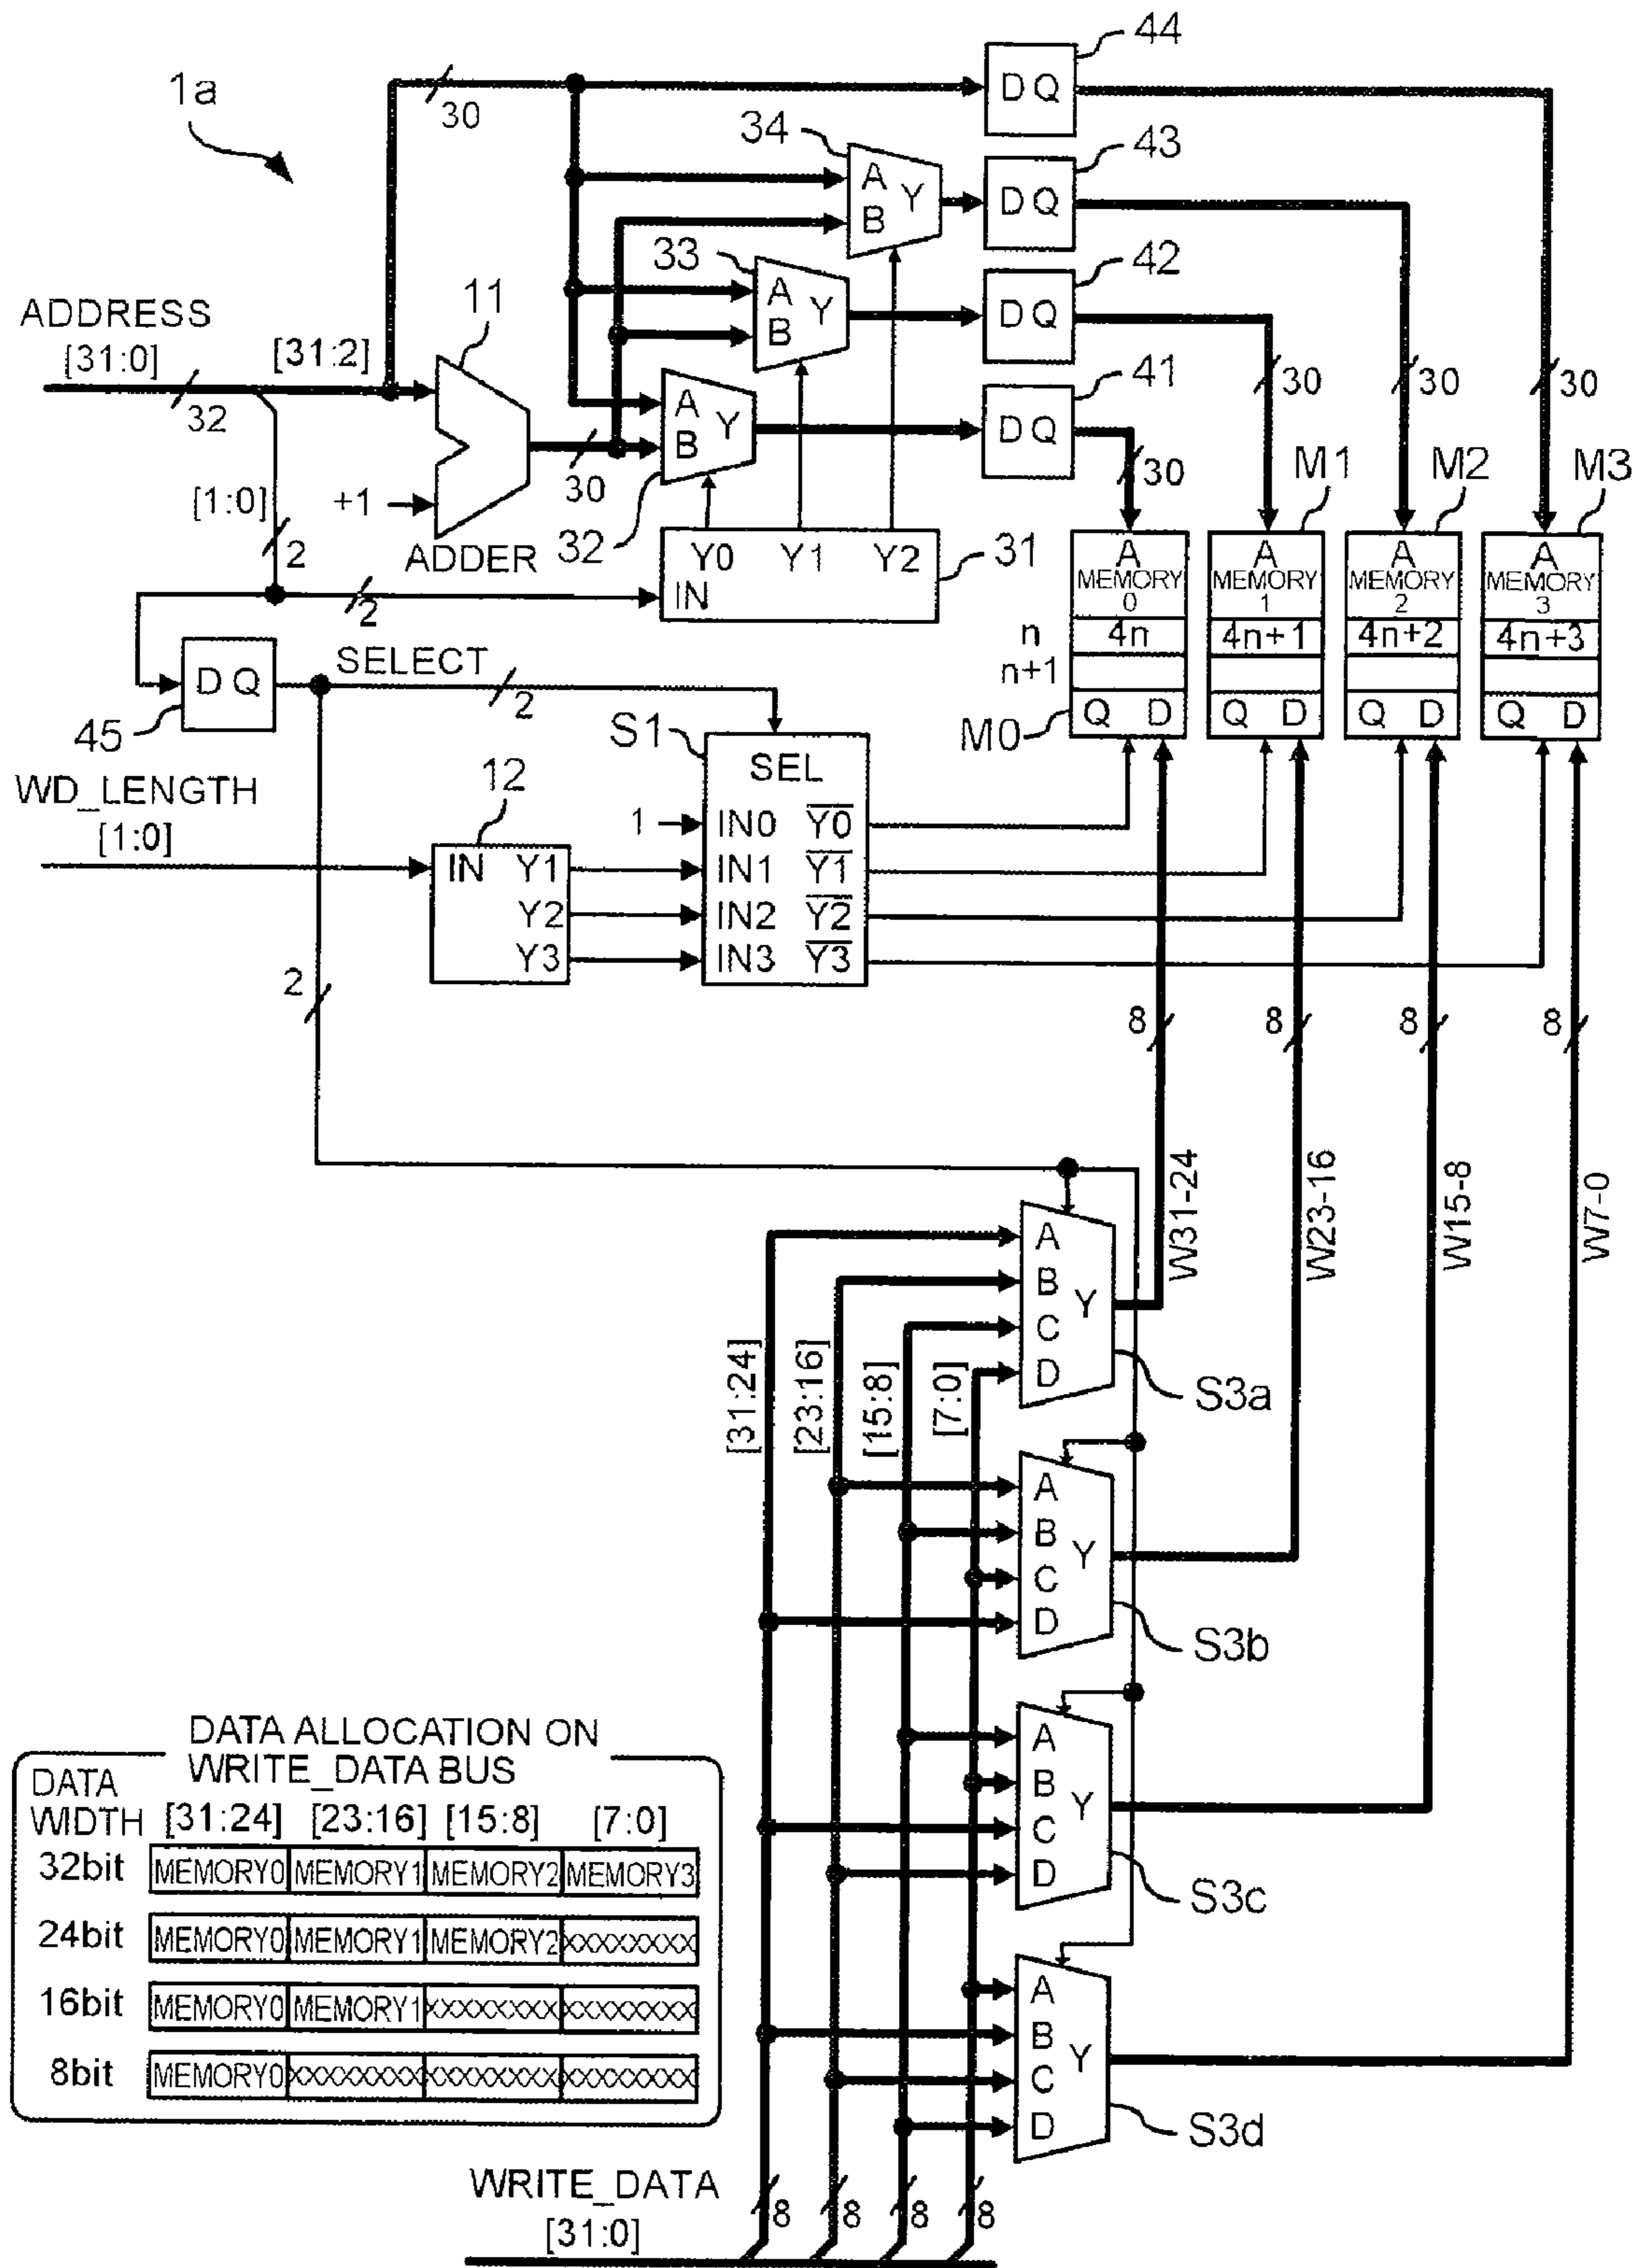 1a
30
44
D Q
34
A
B
Y
43
D Q
33
A
B
Y
42
D Q
ADDRESS
[31:0]
32
[31:2]
11
+1
ADDER
30
A
B
Y
32
41
D Q
30
30
30
30
[1:0]
2
2
Y0 Y1 Y2
IN
31
M1
M2
M3
A
MEMORY
0
4n
Q D
A
MEMORY
1
4n+1
Q D
A
MEMORY
2
4n+2
Q D
A
MEMORY
3
4n+3
Q D
n
n+1
M0
D Q
45
SELECT
2
S1
SEL
1
IN0 Y0
IN1 Y1
IN2 Y2
IN3 Y3
WD_LENGTH
[1:0]
12
IN Y1
Y2
Y3
2
8
8
8
8
W31-24
W23-16
W15-8
W7-0
[31:24]
[23:16]
[15:8]
[7:0]
A
B
C
D
Y
S3a
A
B
C
D
Y
S3b
A
B
C
D
Y
S3c
A
B
C
D
Y
S3d
DATA ALLOCATION ON
WRITE_DATA BUS
DATA
WIDTH [31:24] [23:16] [15:8] [7:0]
32bit MEMORY0 MEMORY1 MEMORY2 MEMORY3
24bit MEMORY0 MEMORY1 MEMORY2 XXXXXXXX
16bit MEMORY0 MEMORY1 XXXXXXXX XXXXXXXX
8bit MEMORY0 XXXXXXXX XXXXXXXX XXXXXXXX
WRITE_DATA
[31:0]
8
8
8
8